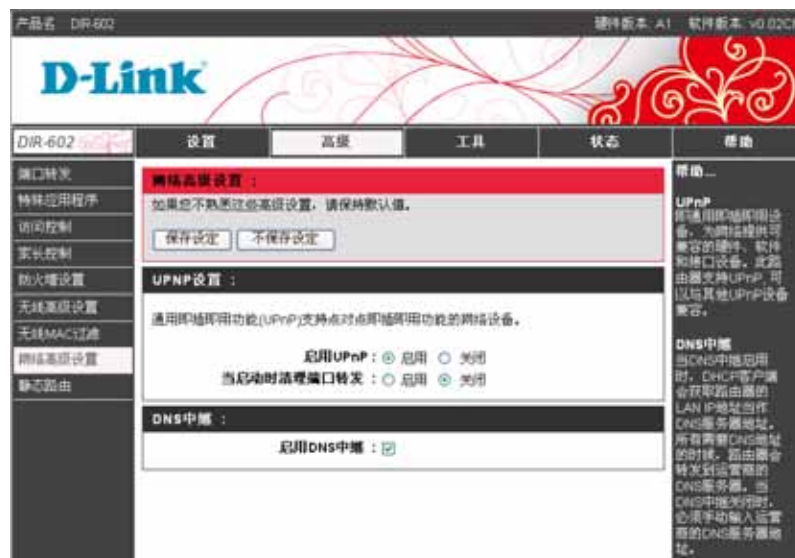 产品名 DIR-602 硬件版本 A1 软件版本 v0.02C
D-Link
DIR-602 设置 高级 工具 状态 帮助
端口转发
特殊应用程序
访问控制
家长控制
防火墙设置
无线高级设置
无线MAC过滤
网络高级设置
静态路由
网络高级设置：
如果您不熟悉这些高级设置，请保持默认值。
保存设定 不保存设定
UPNP设置：
通用即插即用功能(UPnP)支持点对点即插即用功能的网络设备。
启用UPnP： 启用 关闭
当启动时清理端口转发： 启用 关闭
DNS中继：
启用DNS中继：
帮助...
UPnP
即通用即插即用设
备，为网络提供可
兼容的硬件、软件
和接口设备。此路
由器支持UPnP,可
以与其他UPnP设备
兼容。
DNS中继
当DNS中继启用
时，DHCP客户端
会获取路由器的
LAN IP地址当作
DNS服务器地址。
所有需要DNS地址
的时候，路由器会
转发到运营商的
DNS服务器。当
DNS中继关闭时，
必须手动输入运营
商的DNS服务器地
址。